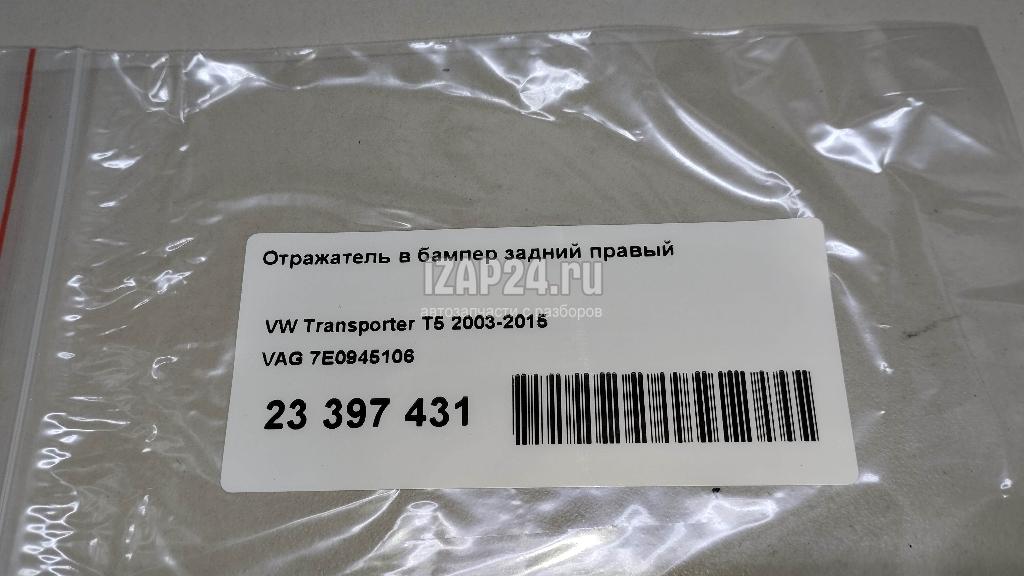 Отражатель в бампер задний правый
IZAP24.ru
автозапчасти с разборов
VW Transporter T5 2003-2015
VAG 7E0945106
23 397 431